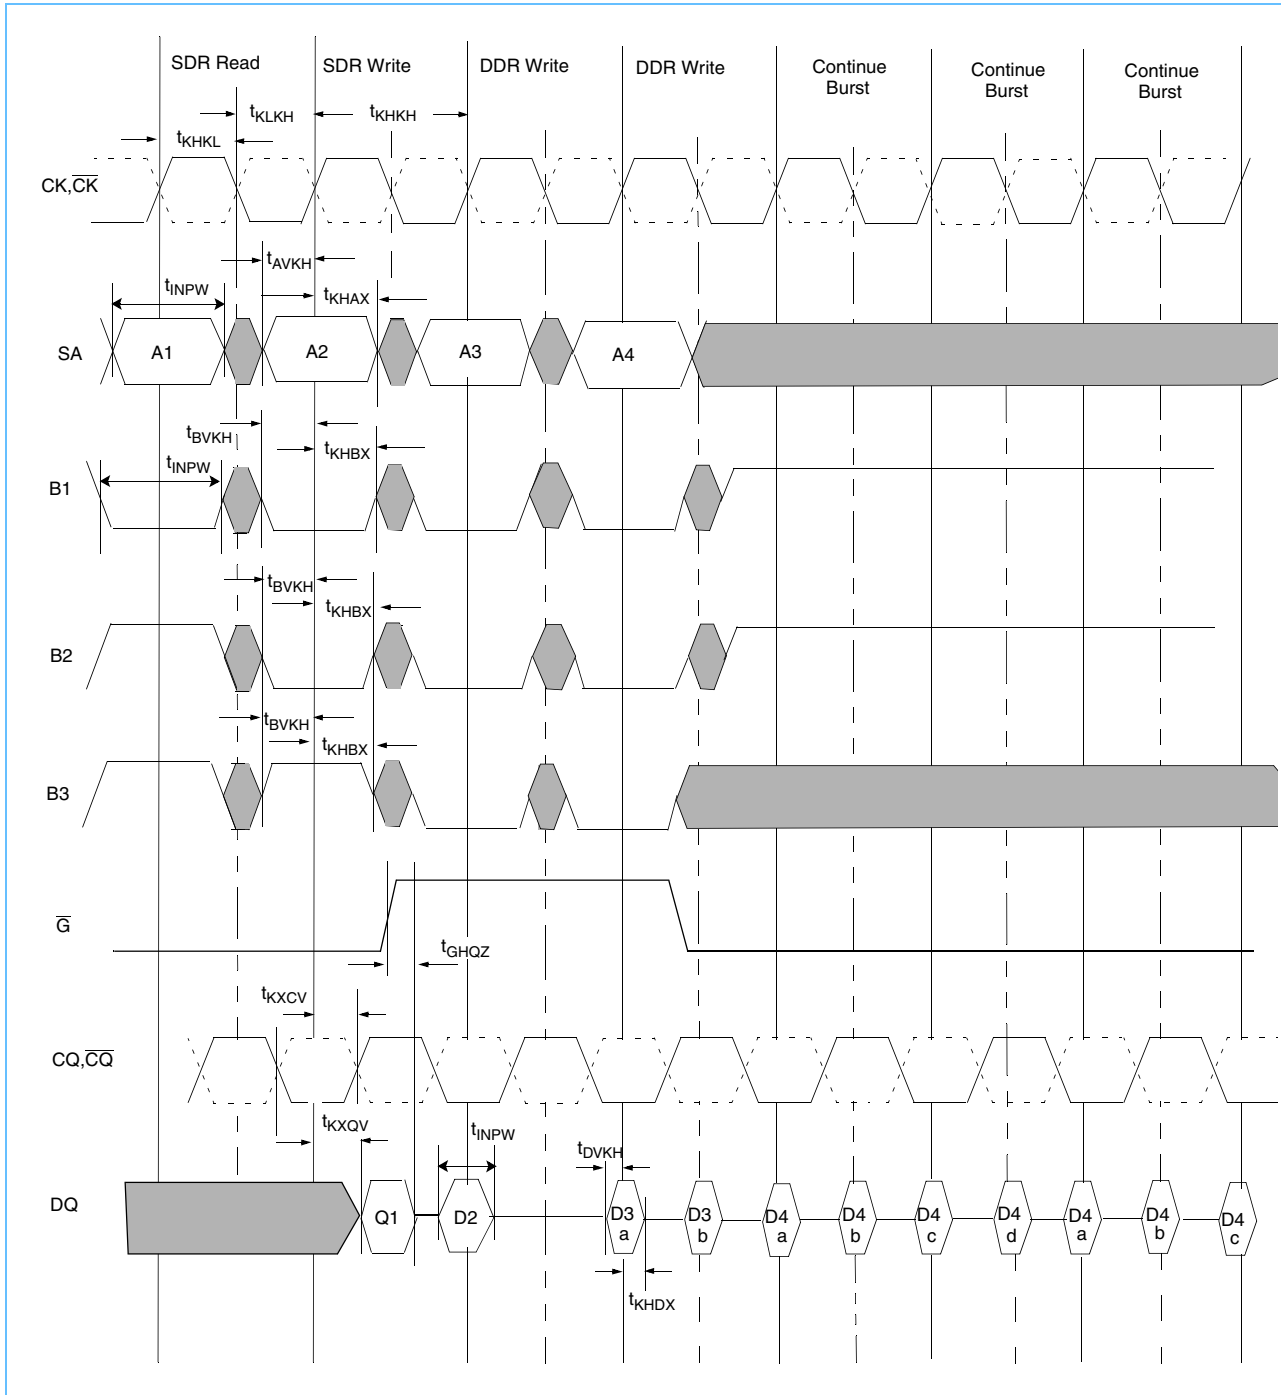 SDR Read
SDR Write
DDR Write
DDR Write
Continue
Burst
Continue
Burst
Continue
Burst
tKLKH
tKHKH
tKHKL
CK,C̅K̅
tAVKH
tINPW
tKHAX
SA
A1
A2
A3
A4
tBVKH
tKHBX
tINPW
B1
tBVKH
tKHBX
B2
tBVKH
tKHBX
B3
G̅
tGHQZ
tKXCV
CQ,C̅Q̅
tKXQV
tINPW
tDVKH
DQ
Q1
D2
D3
a
D3
b
D4
a
D4
b
D4
c
D4
d
D4
a
D4
b
D4
c
tKHDX